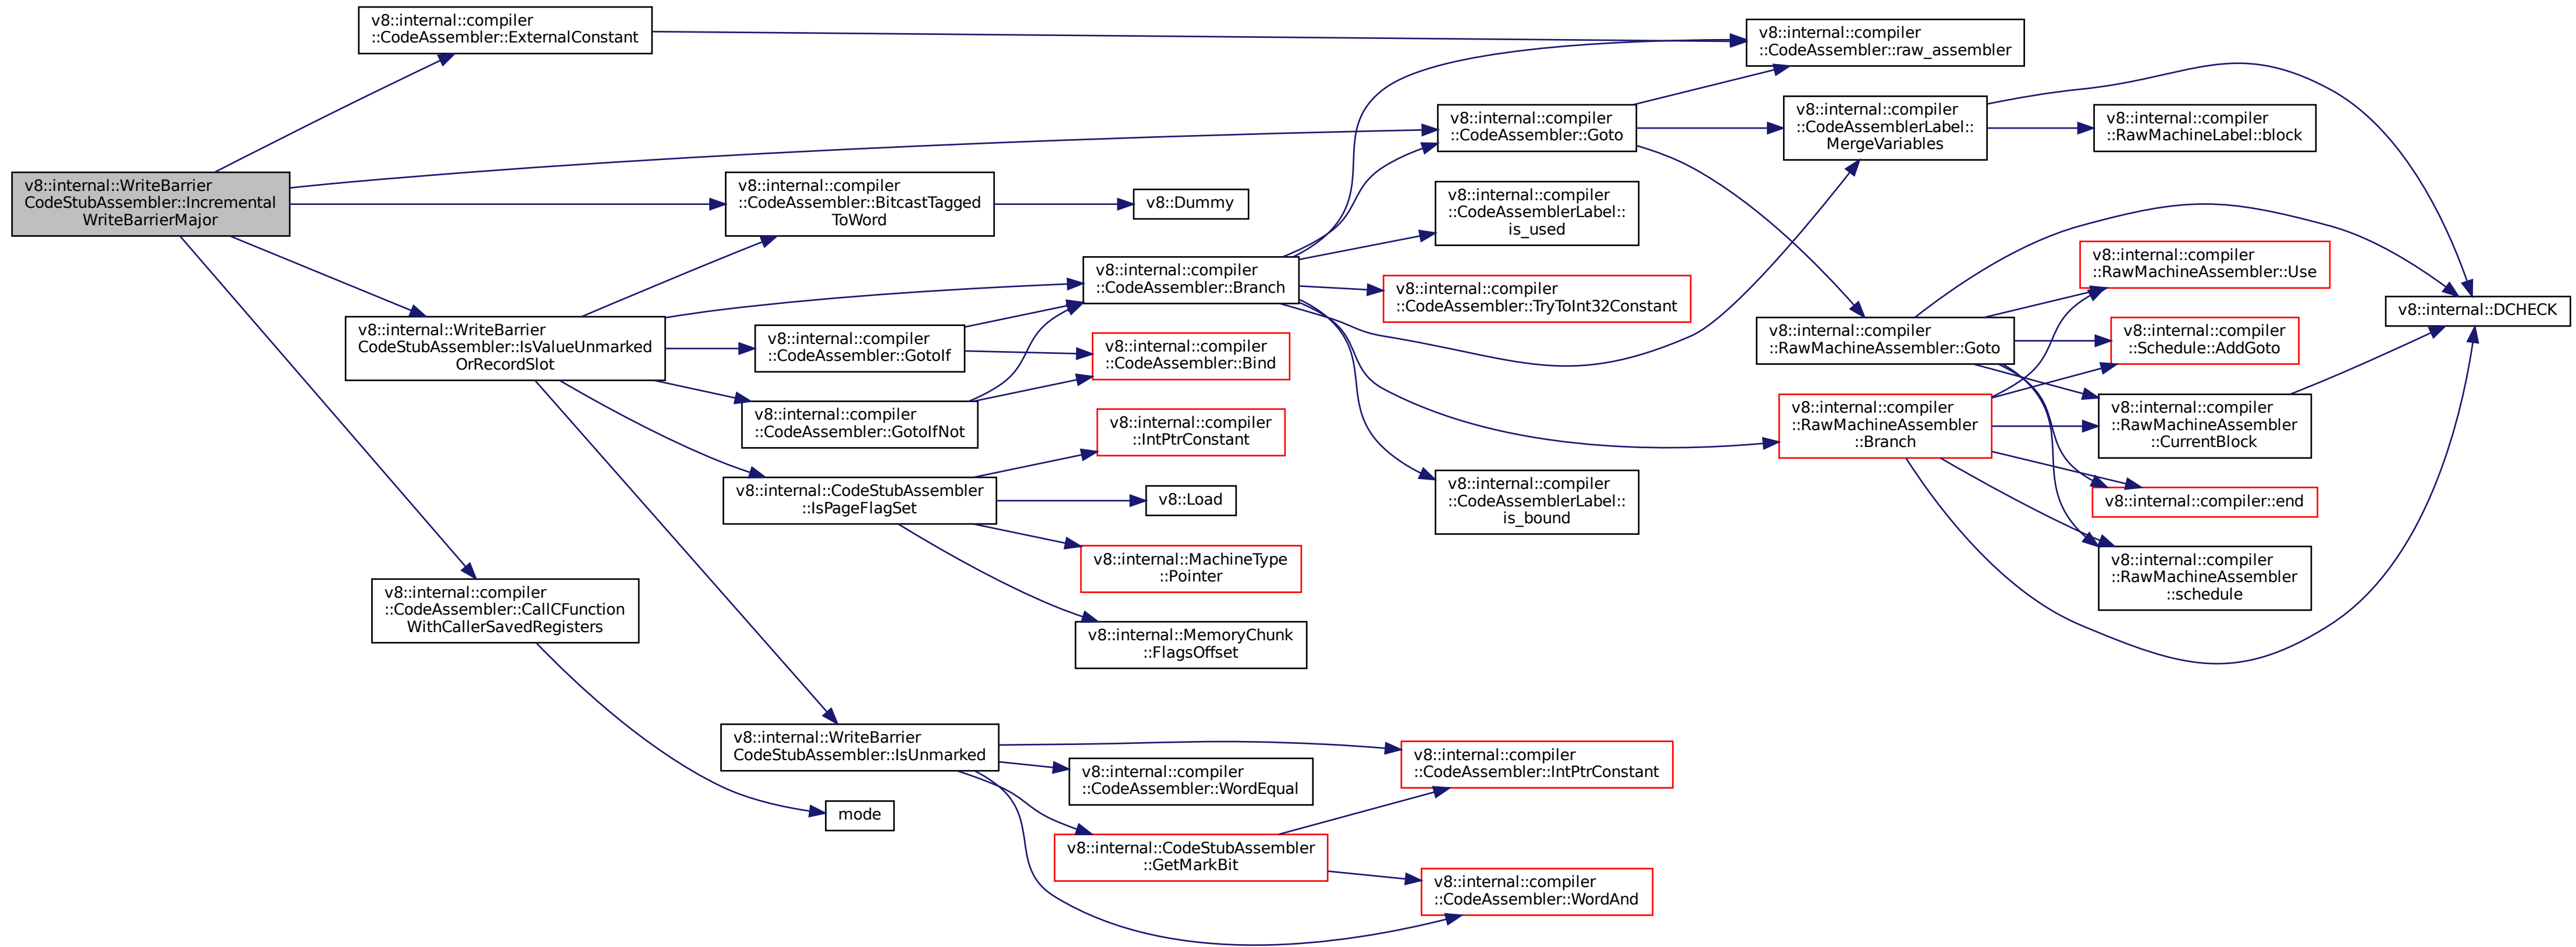 v8::internal::WriteBarrier
CodeStubAssembler::Incremental
WriteBarrierMajor
v8::internal::compiler
::CodeAssembler::ExternalConstant
v8::internal::WriteBarrier
CodeStubAssembler::IsValueUnmarked
OrRecordSlot
v8::internal::compiler
::CodeAssembler::CallCFunction
WithCallerSavedRegisters
v8::internal::compiler
::CodeAssembler::BitcastTagged
ToWord
v8::internal::compiler
::CodeAssembler::GotoIf
v8::internal::compiler
::CodeAssembler::GotoIfNot
v8::internal::CodeStubAssembler
::IsPageFlagSet
v8::internal::WriteBarrier
CodeStubAssembler::IsUnmarked
mode
v8::Dummy
v8::internal::compiler
::CodeAssembler::Branch
v8::internal::compiler
::CodeAssembler::Bind
v8::internal::compiler
::IntPtrConstant
v8::Load
v8::internal::MachineType
::Pointer
v8::internal::MemoryChunk
::FlagsOffset
v8::internal::compiler
::CodeAssembler::WordEqual
v8::internal::CodeStubAssembler
::GetMarkBit
v8::internal::compiler
::CodeAssembler::Goto
v8::internal::compiler
::CodeAssemblerLabel::
is_used
v8::internal::compiler
::CodeAssembler::TryToInt32Constant
v8::internal::compiler
::CodeAssemblerLabel::
is_bound
v8::internal::compiler
::CodeAssembler::IntPtrConstant
v8::internal::compiler
::CodeAssembler::WordAnd
v8::internal::compiler
::CodeAssembler::raw_assembler
v8::internal::compiler
::CodeAssemblerLabel::
MergeVariables
v8::internal::compiler
::RawMachineAssembler::Goto
v8::internal::compiler
::RawMachineAssembler
::Branch
v8::internal::compiler
::RawMachineLabel::block
v8::internal::compiler
::RawMachineAssembler::Use
v8::internal::compiler
::Schedule::AddGoto
v8::internal::compiler
::RawMachineAssembler
::CurrentBlock
v8::internal::compiler::end
v8::internal::compiler
::RawMachineAssembler
::schedule
v8::internal::DCHECK